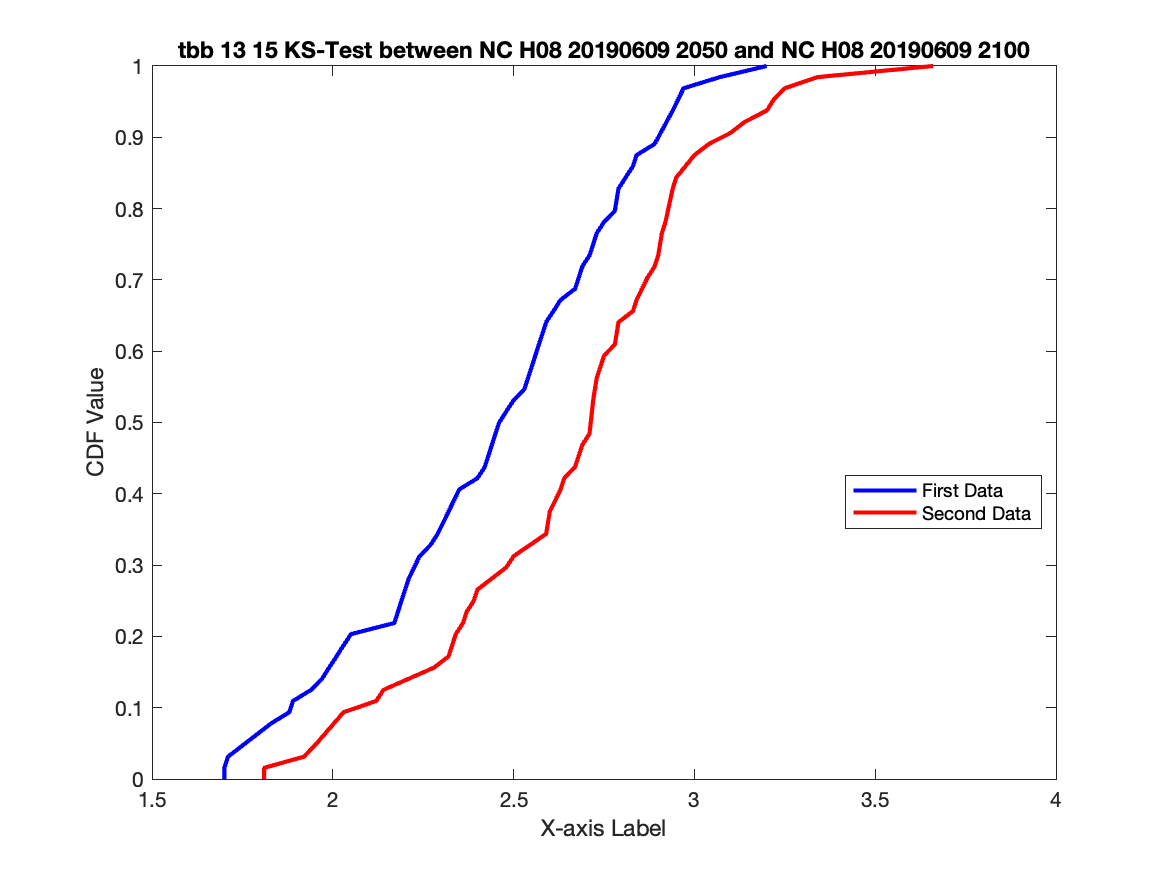 tbb 13 15 KS-Test between NC H08 20190609 2050 and NC H08 20190609 2100
1
0.9
0.8
0.7
0.6
0.5
0.4
0.3
0.2
0.1
0
CDF Value
First Data
Second Data
1.5 2 2.5 3 3.5 4
X-axis Label